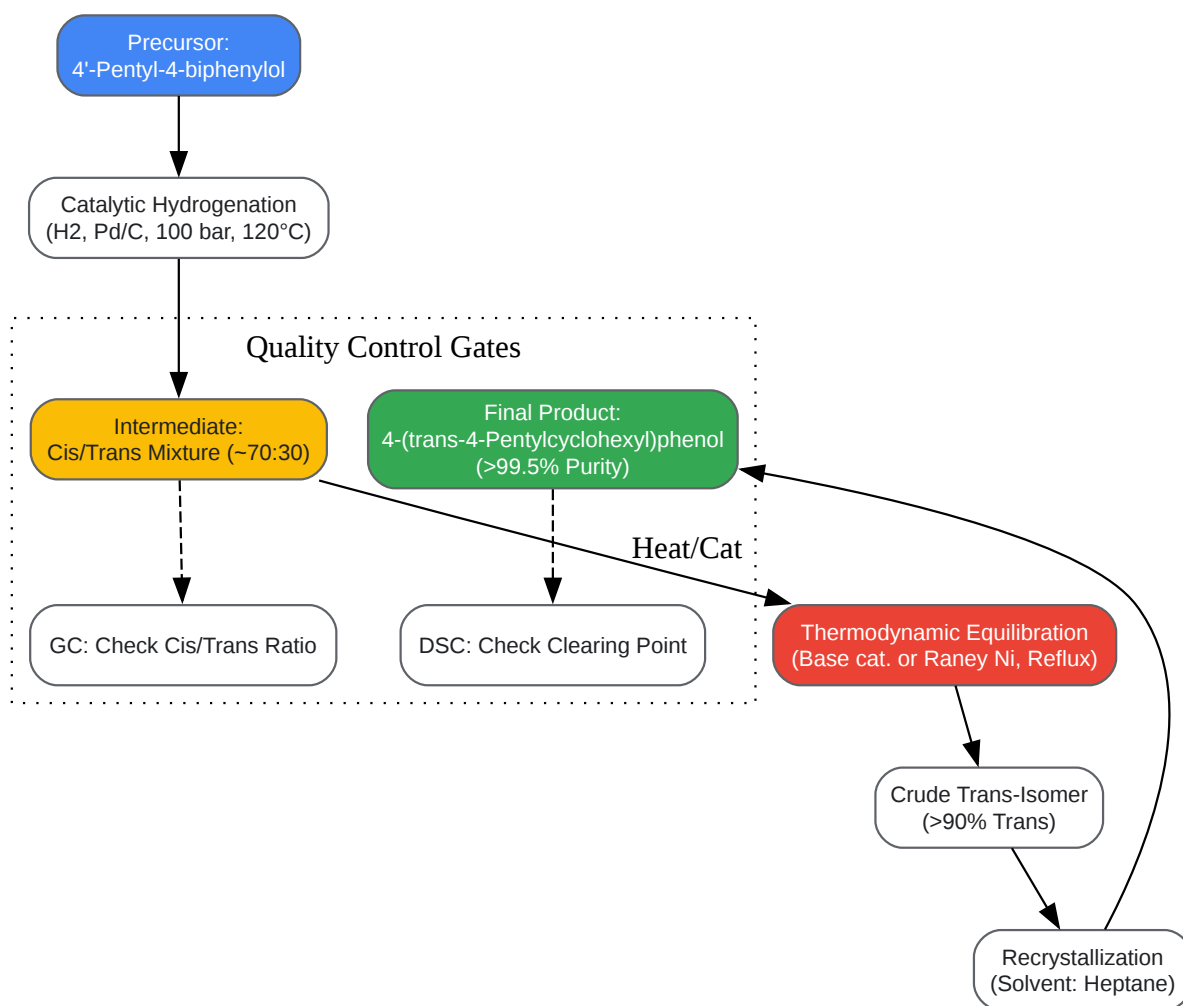 Precursor:
4'-Pentyl-4-biphenylol
Catalytic Hydrogenation
(H2, Pd/C, 100 bar, 120°C)
Quality Control Gates
Intermediate:
Cis/Trans Mixture (~70:30)
Final Product:
4-(trans-4-Pentylcyclohexyl)phenol
(>99.5% Purity)
Heat/Cat
GC: Check Cis/Trans Ratio
DSC: Check Clearing Point
Thermodynamic Equilibration
(Base cat. or Raney Ni, Reflux)
Crude Trans-Isomer
(>90% Trans)
Recrystallization
(Solvent: Heptane)